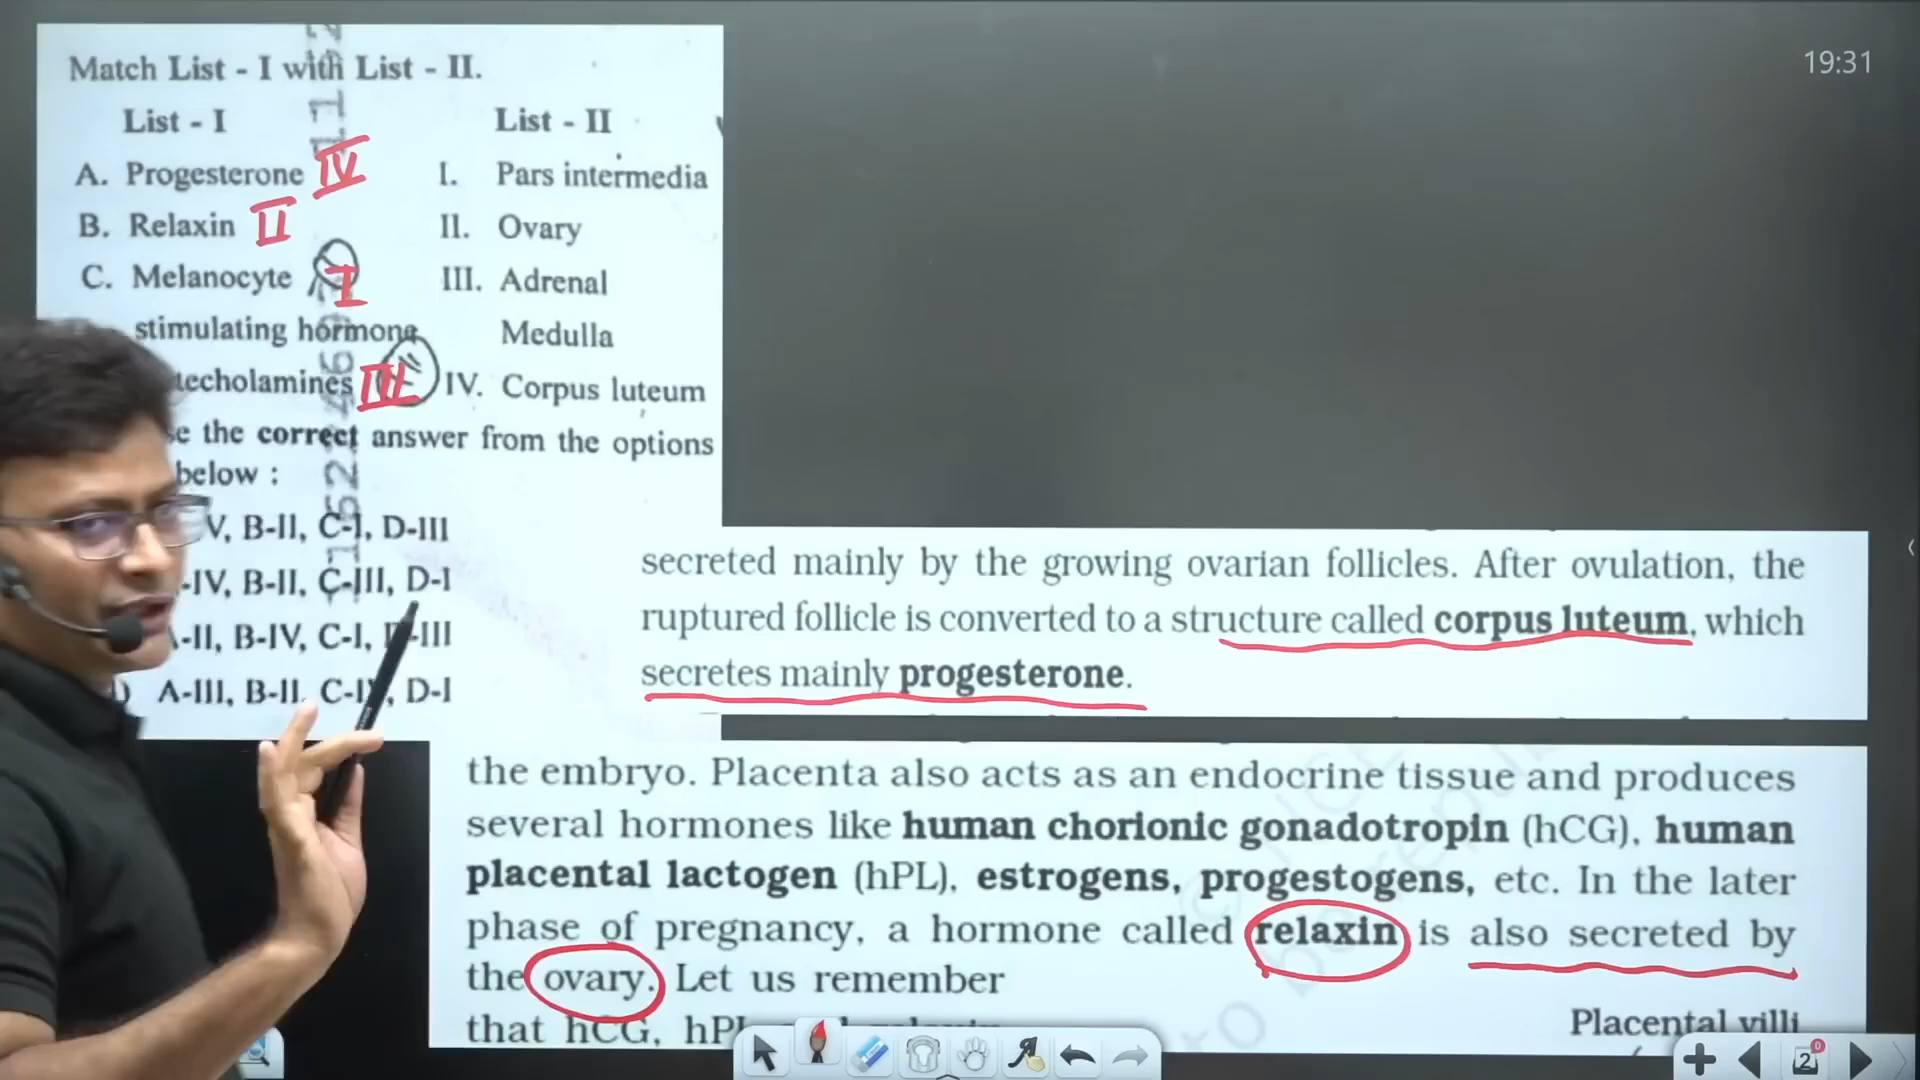 19:31
Match List - I with List - II.
List - I List - II
A. Progesterone IV I. Pars intermedia
B. Relaxin II II. Ovary
C. Melanocyte I III. Adrenal
stimulating hormone Medulla
techolamines III IV. Corpus luteum
e the correct answer from the options
below :
V, B-II, C-I, D-III
-IV, B-II, C-III, D-I
-II, B-IV, C-I, -III
A-III, B-II, C-IV, D-I
secreted mainly by the growing ovarian follicles. After ovulation, the
ruptured follicle is converted to a structure called corpus luteum, which
secretes mainly progesterone.
the embryo. Placenta also acts as an endocrine tissue and produces
several hormones like human chorionic gonadotropin (hCG), human
placental lactogen (hPL), estrogens, progestogens, etc. In the later
phase of pregnancy, a hormone called relaxin is also secreted by
the ovary. Let us remember
that hCG, hPL
Placental villi
2
0